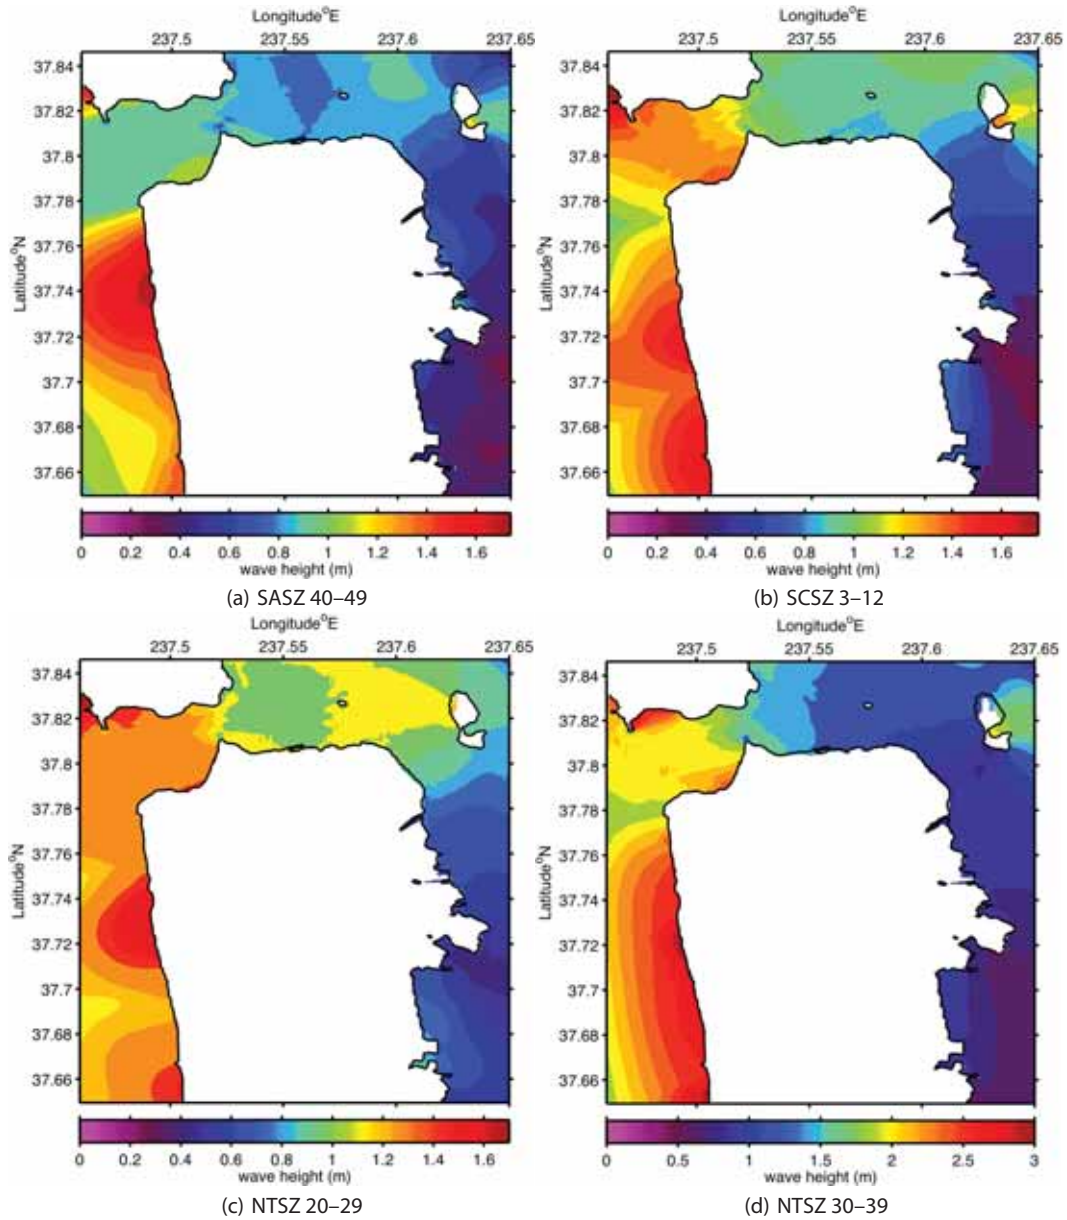 Longitude°E
237.5 237.55 237.6 237.65
37.84
37.82
37.8
37.78
37.76
37.74
37.72
37.7
37.68
37.66
Latitude°N
0 0.2 0.4 0.6 0.8 1 1.2 1.4 1.6
wave height (m)
(a) SASZ 40–49
Longitude°E
237.5 237.55 237.6 237.65
37.84
37.82
37.8
37.78
37.76
37.74
37.72
37.7
37.68
37.66
Latitude°N
0 0.2 0.4 0.6 0.8 1 1.2 1.4 1.6
wave height (m)
(b) SCSZ 3–12
Longitude°E
237.5 237.55 237.6 237.65
37.84
37.82
37.8
37.78
37.76
37.74
37.72
37.7
37.68
37.66
Latitude°N
0 0.2 0.4 0.6 0.8 1 1.2 1.4 1.6
wave height (m)
(c) NTSZ 20–29
Longitude°E
237.5 237.55 237.6 237.65
37.84
37.82
37.8
37.78
37.76
37.74
37.72
37.7
37.68
37.66
Latitude°N
0 0.5 1 1.5 2 2.5 3
wave height (m)
(d) NTSZ 30–39